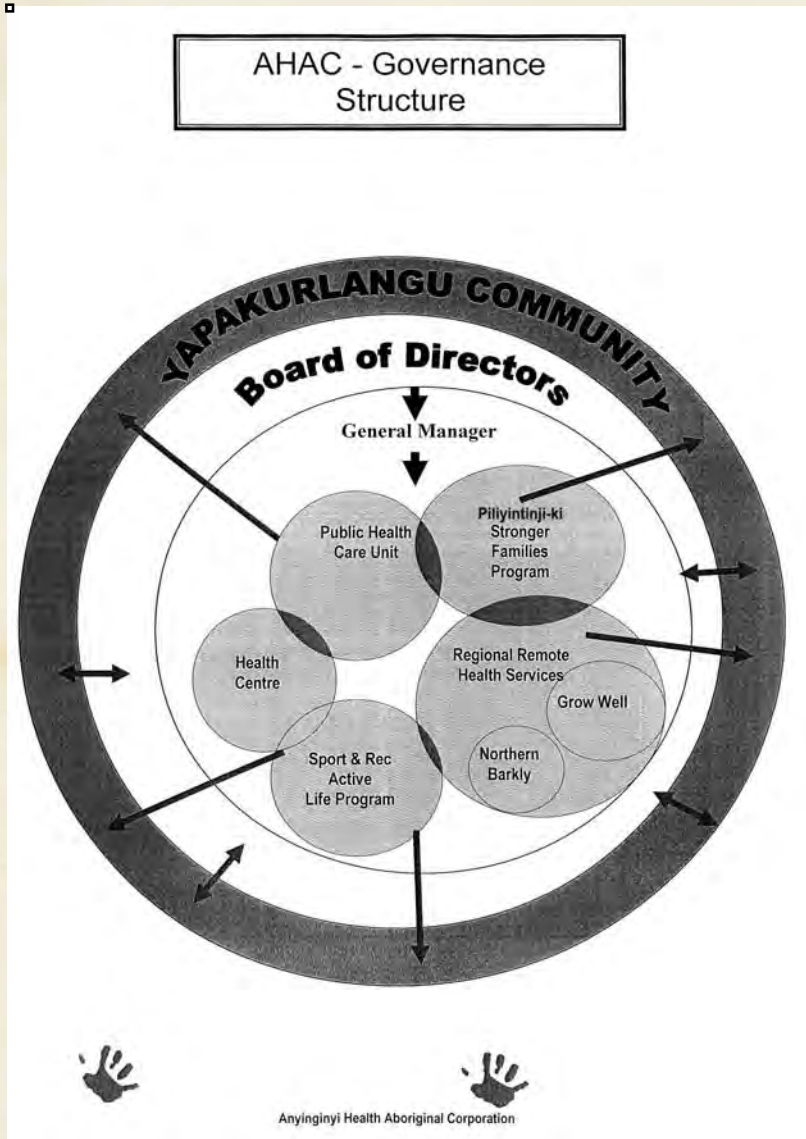 AHAC - Governance
Structure
YAPAKURLANGU COMMUNITY
Board of Directors
General Manager
Public Health
Care Unit
Piliyintinji-ki
Stronger
Families
Program
Health
Centre
Regional Remote
Health Services
Grow Well
Northern
Barkly
Sport & Rec
Active
Life Program
Anyinginyi Health Aboriginal Corporation